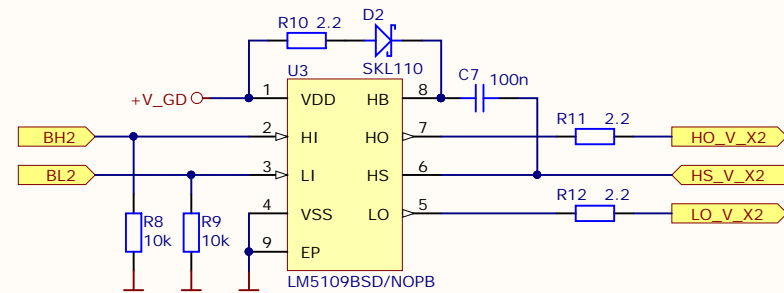 D2
R10 2.2
SKL110
U3
C7 100n
+V_GD
1 VDD HB 8
BH2 2 HI HO 7 R11 2.2 HO_V_X2
BL2 3 LI HS 6 HS_V_X2
4 VSS LO 5 R12 2.2 LO_V_X2
R8 R9
10k 10k
9 EP
LM5109BSD/NOPB